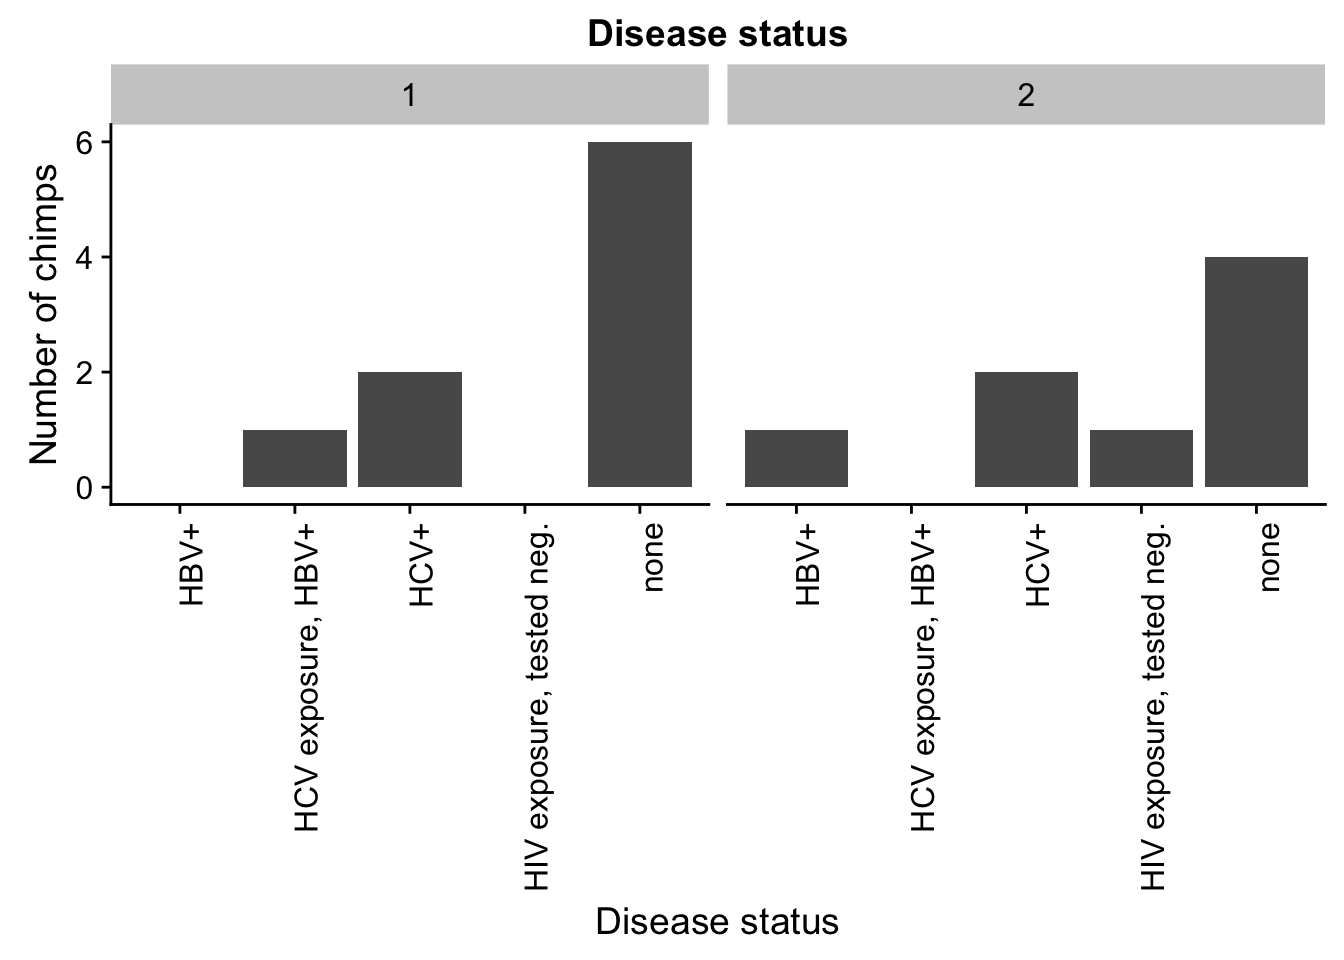 Disease status
1
2
Number of chimps
6
4
2
0
HBV+
HCV exposure, HBV+
HCV+
HIV exposure, tested neg.
none
HBV+
HCV exposure, HBV+
HCV+
HIV exposure, tested neg.
none
Disease status